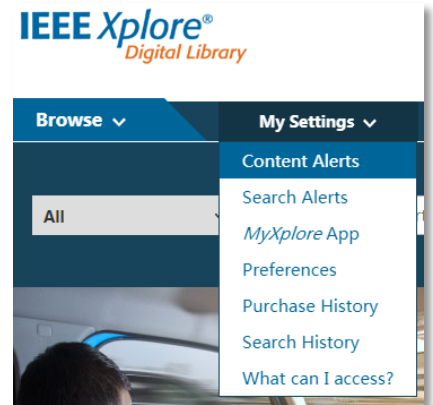 IEEE Xplore®
Digital Library
Browse
My Settings
Content Alerts
All
Search Alerts
MyXplore App
Preferences
Purchase History
Search History
What can I access?